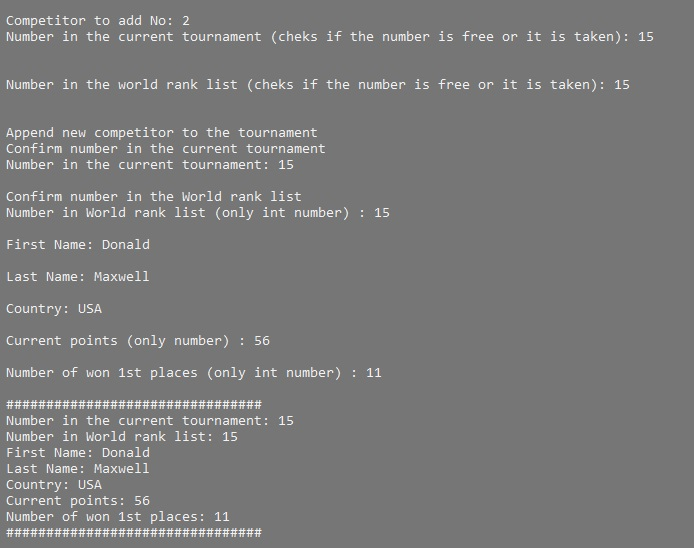 Competitor to add No: 2
Number in the current tournament (cheks if the number is free or it is taken): 15
Number in the world rank list (cheks if the number is free or it is taken): 15
Append new competitor to the tournament
Confirm number in the current tournament
Number in the current tournament: 15
Confirm number in the World rank list
Number in World rank list (only int number) : 15
First Name: Donald
Last Name: Maxwell
Country: USA
Current points (only number) : 56
Number of won 1st places (only int number) : 11
################################
Number in the current tournament: 15
Number in World rank list: 15
First Name: Donald
Last Name: Maxwell
Country: USA
Current points: 56
Number of won 1st places: 11
################################